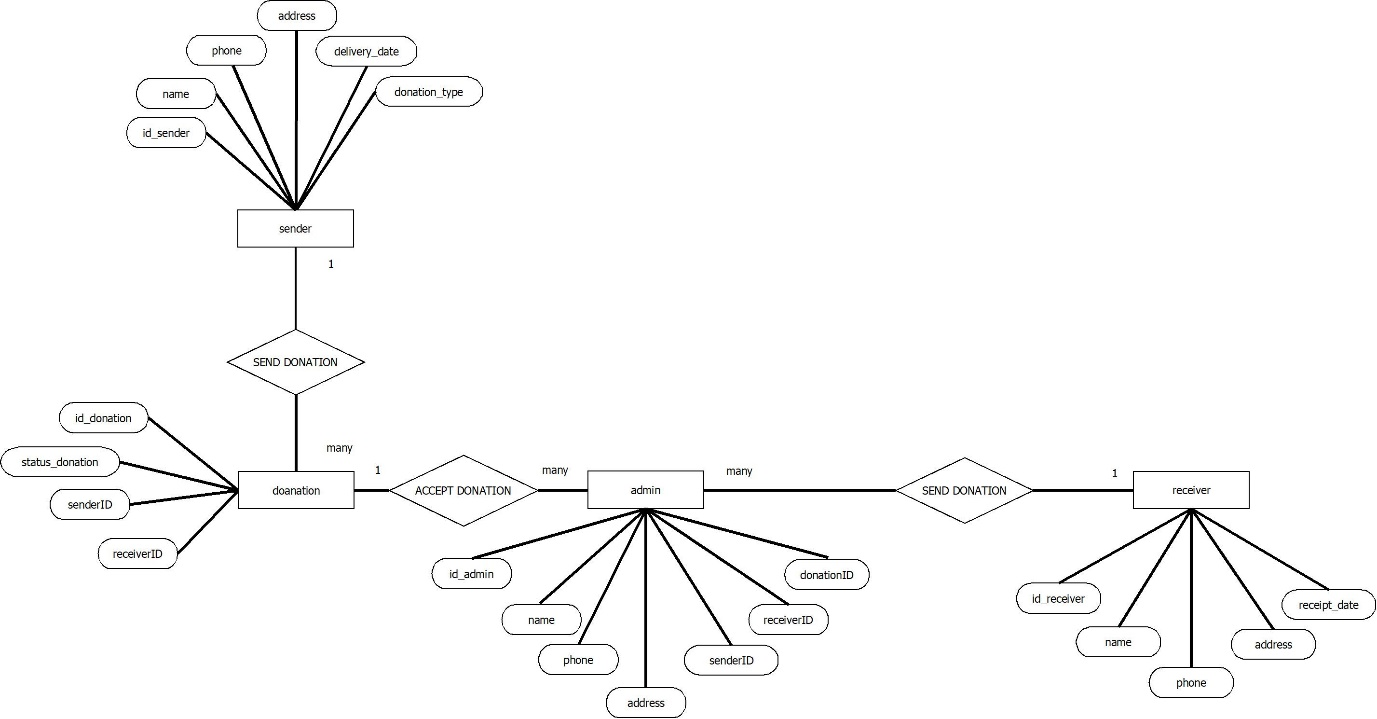 address
phone
delivery_date
name
donation_type
id_sender
sender
1
SEND DONATION
id_donation
many
status_donation
1
many
many
1
doanation
ACCEPT DONATION
admin
SEND DONATION
receiver
senderID
receiverID
id_admin
donationID
id_receiver
receipt_date
name
receiverID
name
address
phone
senderID
phone
address